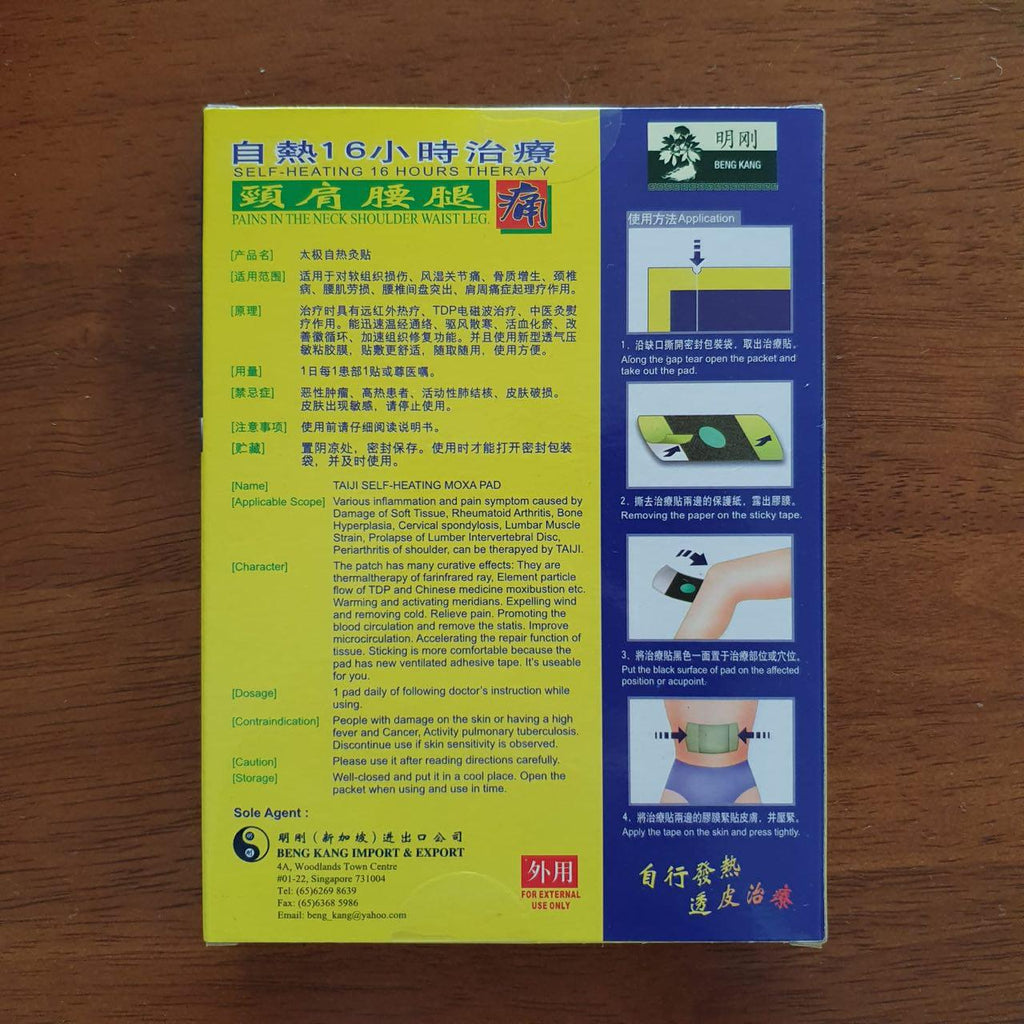 自熱16小時治療
SELF-HEATING 16 HOURS THERAPY
頸肩腰腿痛
PAINS IN THE NECK SHOULDER WAIST LEG.
[产品名] 太极自热灸贴
[适用范围] 适用于对软组织损伤、风湿关节痛、骨质增生、颈椎
病、腰肌劳损、腰椎间盘突出、肩周痛症起理疗作用。
[原理] 治疗时具有远红外热疗、TDP电磁波治疗、中医灸熨
疗作用。能迅速温经通络、驱风散寒、活血化瘀、改
善徽循环、加速组织修复功能。并且使用新型透气压
敏粘胶膜，贴敷更舒适，随取随用，使用方便。
[用量] 1日每1患部1贴或尊医嘱。
[禁忌症] 恶性肿瘤、高热患者、活动性肺结核、皮肤破损。
皮肤出现敏感，请停止使用。
[注意事项] 使用前请仔细阅读说明书。
[贮藏] 置阴凉处，密封保存。使用时才能打开密封包装
袋，并及时使用。
[Name] TAIJI SELF-HEATING MOXA PAD
[Applicable Scope] Various inflammation and pain symptom caused by
Damage of Soft Tissue, Rheumatoid Arthritis, Bone
Hyperplasia, Cervical spondylosis, Lumbar Muscle
Strain, Prolapse of Lumber Intervertebral Disc,
Periarthritis of shoulder, can be therapyed by TAIJI.
[Character] The patch has many curative effects: They are
thermaltherapy of farinfrared ray, Element particle
flow of TDP and Chinese medicine moxibustion etc.
Warming and activating meridians. Expelling wind
and removing cold. Relieve pain. Promoting the
blood circulation and remove the statis. Improve
microcirculation. Accelerating the repair function of
tissue. Sticking is more comfortable because the
pad has new ventilated adhesive tape. It's useable
for you.
[Dosage] 1 pad daily of following doctor's instruction while
using.
[Contraindication] People with damage on the skin or having a high
fever and Cancer, Activity pulmonary tuberculosis.
Discontinue use if skin sensitivity is observed.
[Caution] Please use it after reading directions carefully.
[Storage] Well-closed and put it in a cool place. Open the
packet when using and use in time.
Sole Agent :
明刚
明刚（新加坡）进出口公司
BENG KANG IMPORT & EXPORT
4A, Woodlands Town Centre
#01-22, Singapore 731004
Tel: (65)6269 8639
Fax: (65)6368 5986
Email: beng_kang@yahoo.com
外用
FOR EXTERNAL
USE ONLY
明刚
BENG KANG
使用方法Application
1、沿缺口撕開密封包裝袋，取出治療貼。
Along the gap tear open the packet and
take out the pad.
2、撕去治療貼兩邊的保護紙，露出膠膜。
Removing the paper on the sticky tape.
3、將治療貼黑色一面置于治療部位或穴位。
Put the black surface of pad on the affected
position or acupoint.
4、將治療貼兩邊的膠膜緊貼皮膚，并壓緊。
Apply the tape on the skin and press tightly.
自行發熱
透皮治療